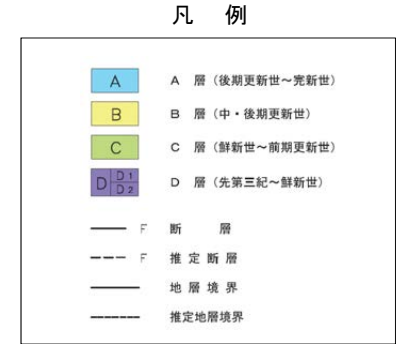 凡 例
A A 層(後期更新世~完新世)
B B 層(中・後期更新世)
C C 層(鮮新世~前期更新世)
D D1 D2 D 層(先第三紀~鮮新世)
F 断 層
F 推 定 断 層
地 層 境 界
推定地層境界